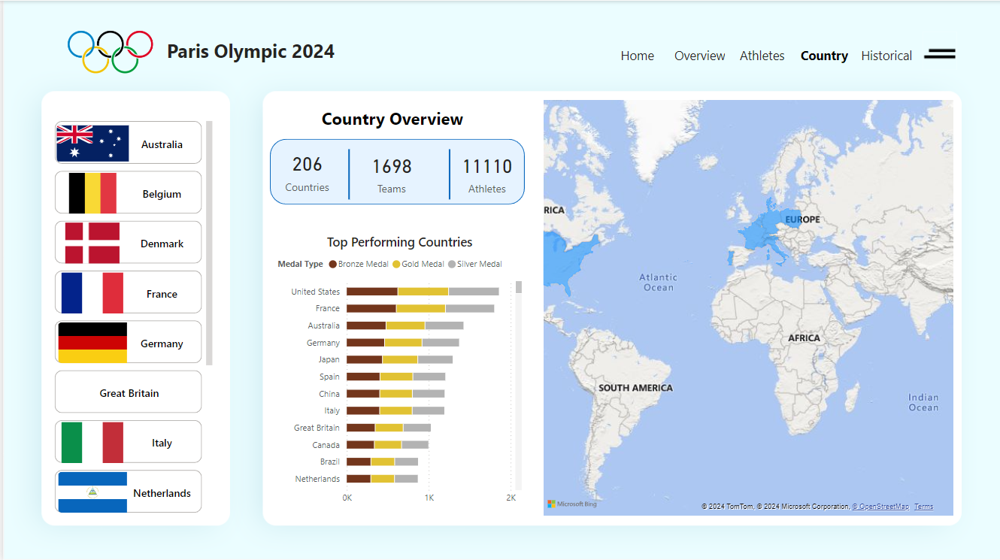 Paris Olympic 2024
Home Overview Athletes Country Historical
Australia
Belgium
Denmark
France
Germany
Great Britain
Italy
Netherlands
Country Overview
206 1698 11110
Countries Teams Athletes
Top Performing Countries
Medal Type Bronze Medal Gold Medal Silver Medal
United States
France
Australia
Germany
Japan
Spain
China
Italy
Great Britain
Canada
Brazil
Netherlands
0K 1K 2K
RICA
EUROPE
Atlantic
Ocean
AFRICA
SOUTH AMERICA
Indian
Ocean
Microsoft Bing
© 2024 TomTom, © 2024 Microsoft Corporation, © OpenStreetMap Terms